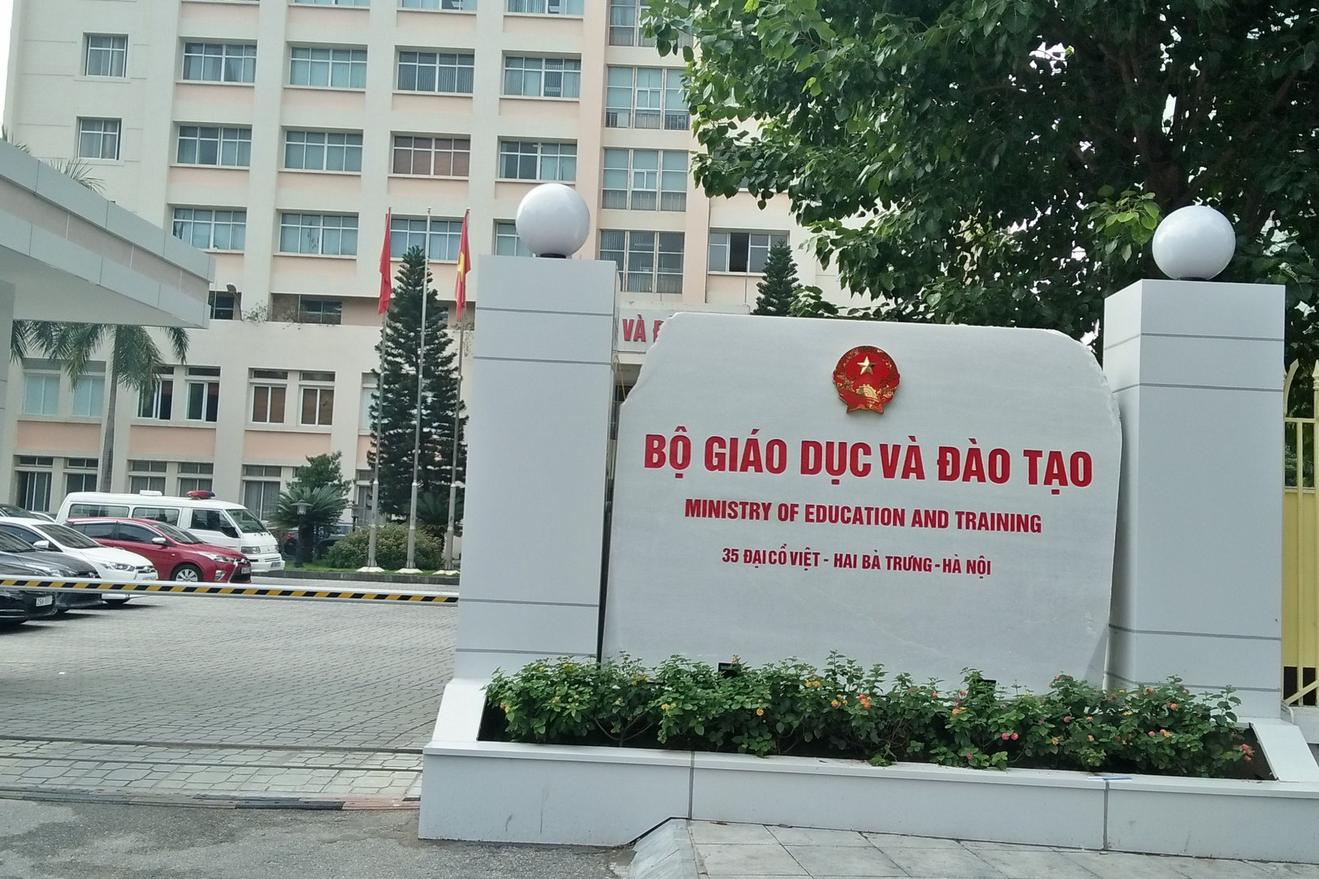 VÀ
BỘ GIÁO DỤC VÀ ĐÀO TẠO
MINISTRY OF EDUCATION AND TRAINING
35 ĐẠI CỒ VIỆT - HAI BÀ TRƯNG - HÀ NỘI